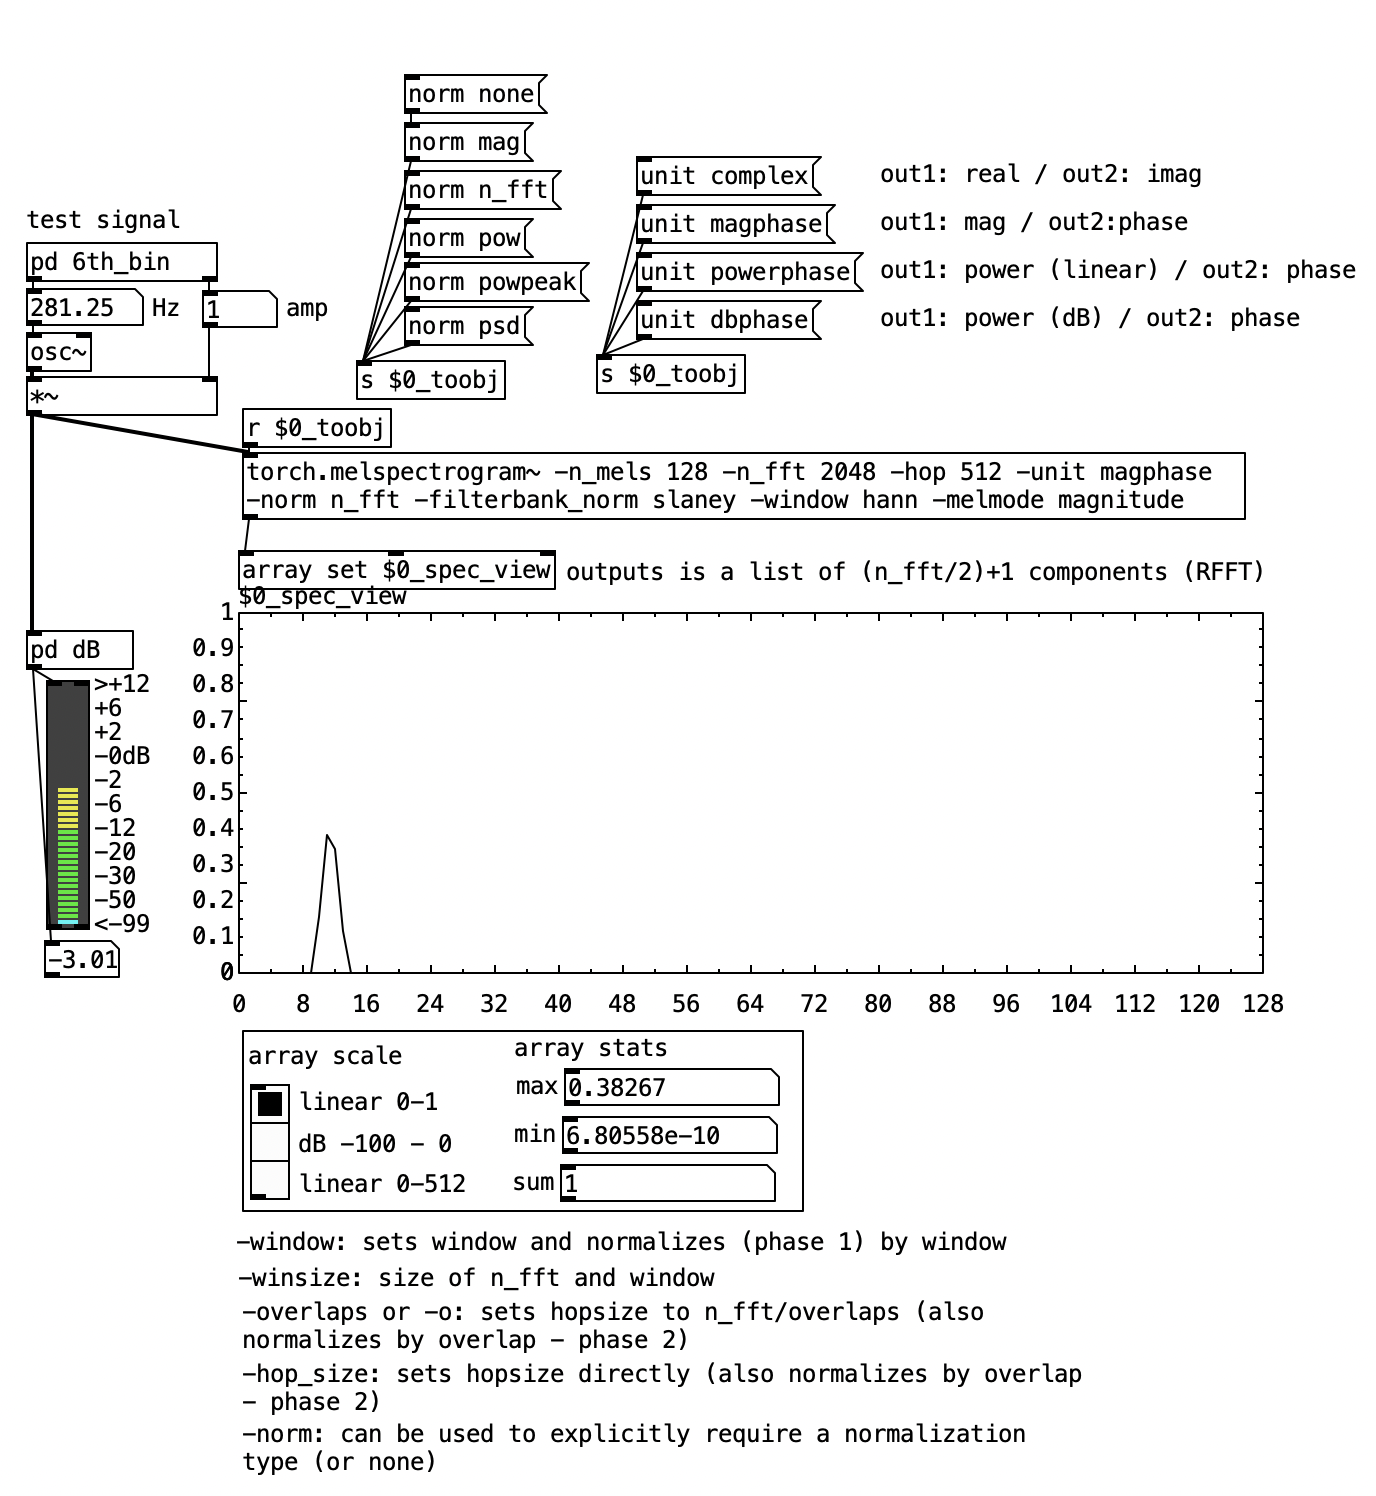 norm none
norm mag
norm n_fft
norm pow
norm powpeak
norm psd
s $0_toobj
unit complex
unit magphase
unit powerphase
unit dbphase
s $0_toobj
out1: real / out2: imag
out1: mag / out2:phase
out1: power (linear) / out2: phase
out1: power (dB) / out2: phase
test signal
pd 6th_bin
281.25 Hz
1 amp
osc~
*~
r $0_toobj
torch.melspectrogram~ -n_mels 128 -n_fft 2048 -hop 512 -unit magphase
-norm n_fft -filterbank_norm slaney -window hann -melmode magnitude
array set $0_spec_view
outputs is a list of (n_fft/2)+1 components (RFFT)
$0_spec_view
pd dB
>+12
+6
+2
-0dB
-2
-6
-12
-20
-30
-50
<-99
-3.01
1
0.9
0.8
0.7
0.6
0.5
0.4
0.3
0.2
0.1
0
0 8 16 24 32 40 48 56 64 72 80 88 96 104 112 120 128
array scale
linear 0-1
dB -100 - 0
linear 0-512
array stats
max 0.38267
min 6.80558e-10
sum 1
-window: sets window and normalizes (phase 1) by window
-winsize: size of n_fft and window
-overlaps or -o: sets hopsize to n_fft/overlaps (also
normalizes by overlap - phase 2)
-hop_size: sets hopsize directly (also normalizes by overlap
- phase 2)
-norm: can be used to explicitly require a normalization
type (or none)